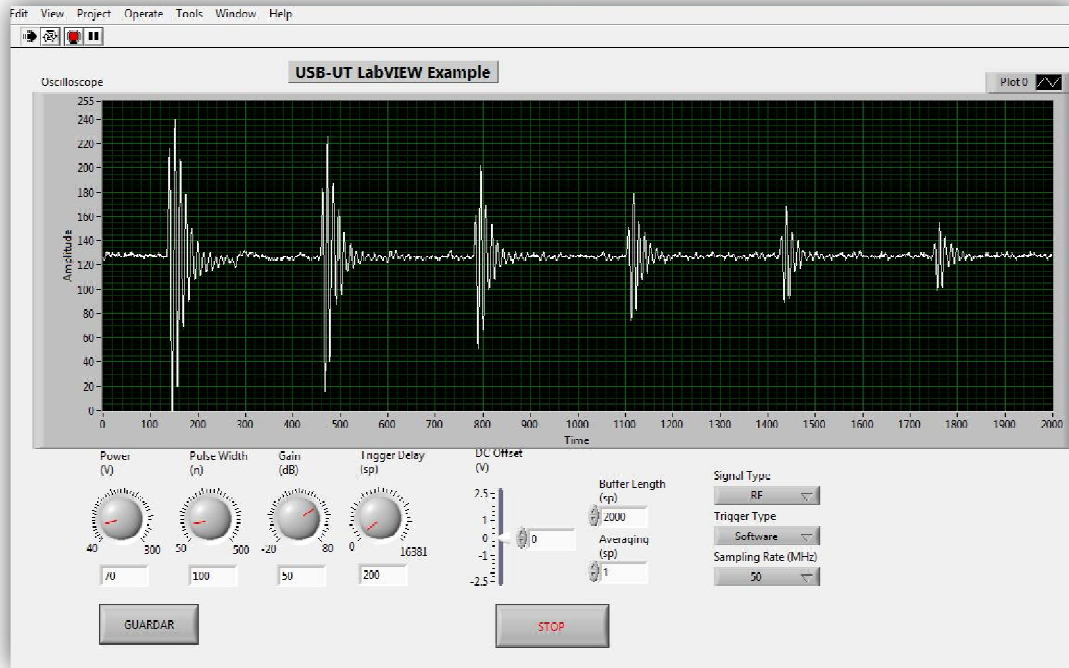 Edit View Project Operate Tools Window Help
USB-UT LabVIEW Example
Oscilloscope
Plot 0
255
240
220
200
180
160
140
120
100
80
60
40
20
0
Amplitude
0 100 200 300 400 500 600 700 800 900 1000 1100 1200 1300 1400 1500 1600 1700 1800 1900 2000
Time
Power
(V)
40 300
70
Pulse Width
(n)
50 500
100
Gain
(dB)
-20 80
50
Trigger Delay
(sp)
0 16381
200
DC Offset
(V)
2.5
1
0
-1
-2.5
0
Buffer Length
(sp)
2000
Averaging
(sp)
1
Signal Type
RF
Trigger Type
Software
Sampling Rate (MHz)
50
GUARDAR
STOP